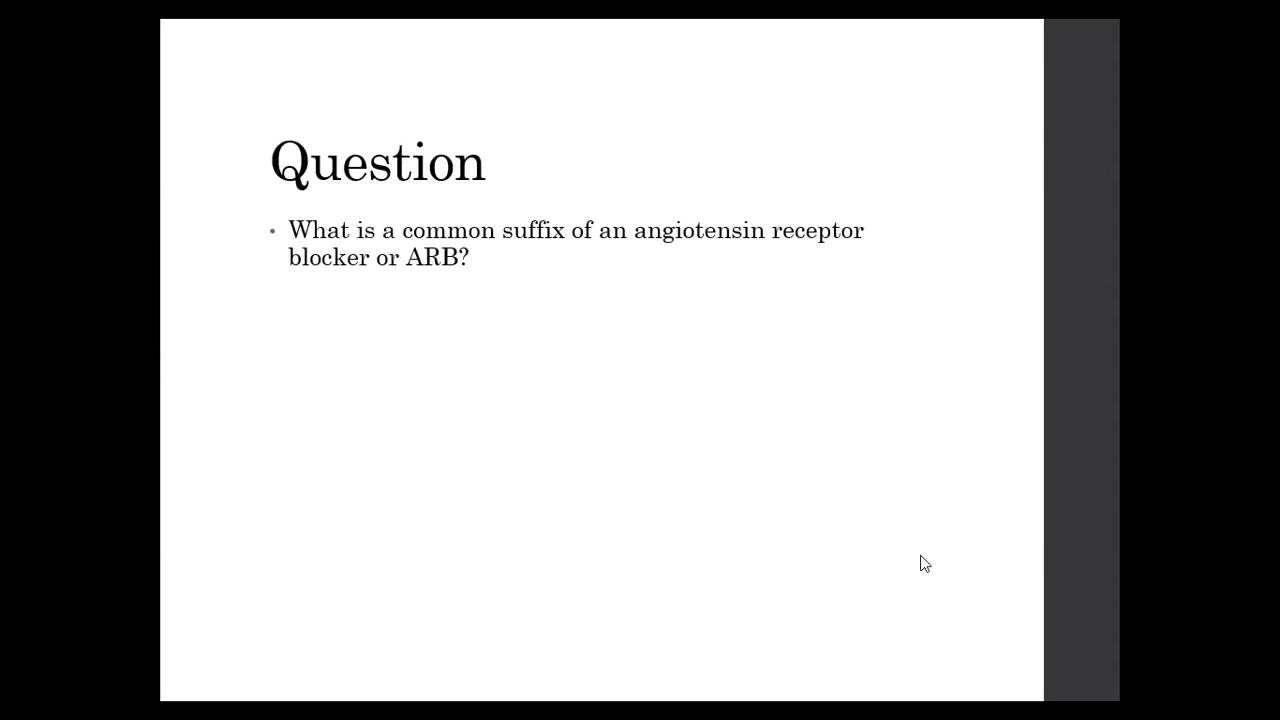 Question
• What is a common suffix of an angiotensin receptor
blocker or ARB?